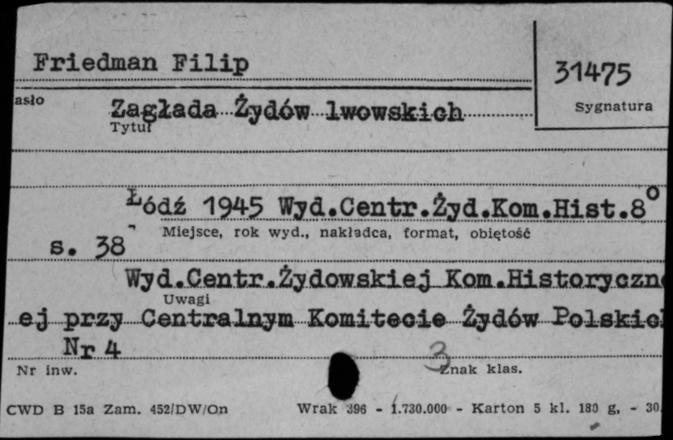 Friedman Filip
31475
asło
Zagłada Żydów lwowskich
Sygnatura
Tytuł
Łódź 1945 Wyd.Centr.Żyd.Kom.Hist.8°
Miejsce, rok wyd., nakładca, format, objętość
s. 38
Wyd.Centr.Żydowskiej Kom.Historyczn
Uwagi
ej przy Centralnym Komitecie Żydów Polskic
Nr 4
3
Nr inw.
Znak klas.
CWD B 15a Zam. 452/DW/On
Wrak 396 - 1.730.000 - Karton 5 kl. 180 g, - 30